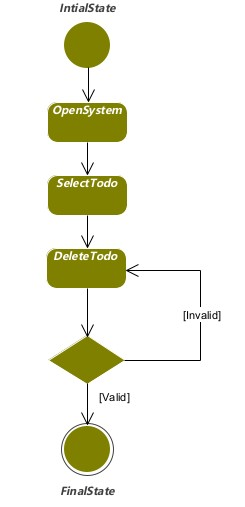 IntialState
OpenSystem
SelectTodo
DeleteTodo
[Invalid]
[Valid]
FinalState